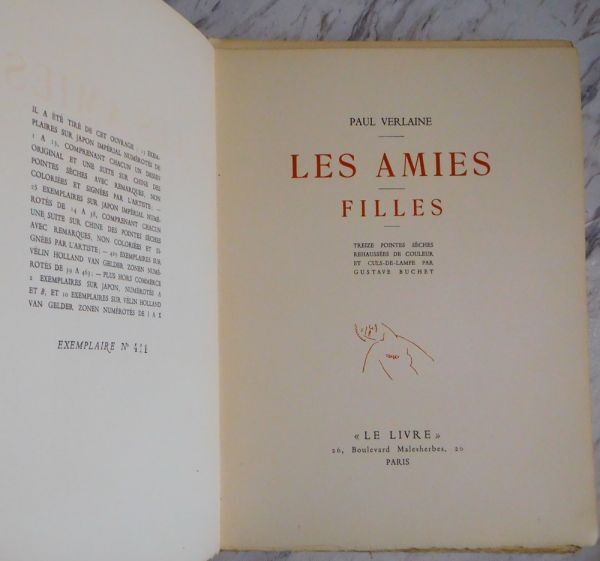 IL A ÉTÉ TIRÉ DE CET OUVRAGE : 13 EXEM-
PLAIRES SUR JAPON IMPÉRIAL NUMÉROTÉS DE
1 A 13, COMPRENANT CHACUN UN DESSIN
ORIGINAL ET UNE SUITE SUR CHINE DES
POINTES SÈCHES AVEC REMARQUES, NON
COLORIÉES ET SIGNÉES PAR L'ARTISTE; —
25 EXEMPLAIRES SUR JAPON IMPÉRIAL NUMÉ-
ROTÉS DE 14 A 38, COMPRENANT CHACUN
UNE SUITE SUR CHINE DES POINTES SÈCHES
AVEC REMARQUES, NON COLORIÉES ET SI-
GNÉES PAR L'ARTISTE; — 425 EXEMPLAIRES SUR
VÉLIN HOLLAND VAN GELDER ZONEN NUMÉ-
ROTÉS DE 39 A 463; — PLUS HORS COMMERCE
2 EXEMPLAIRES SUR JAPON, NUMÉROTÉS A
ET B, ET 10 EXEMPLAIRES SUR VÉLIN HOLLAND
VAN GELDER ZONEN NUMÉROTÉS DE I A X
EXEMPLAIRE Nº 411
PAUL VERLAINE
LES AMIES
FILLES
TREIZE POINTES SÈCHES
REHAUSSÉES DE COULEUR
ET CULS-DE-LAMPE PAR
GUSTAVE BUCHET
« LE LIVRE »
26, Boulevard Malesherbes, 26
PARIS